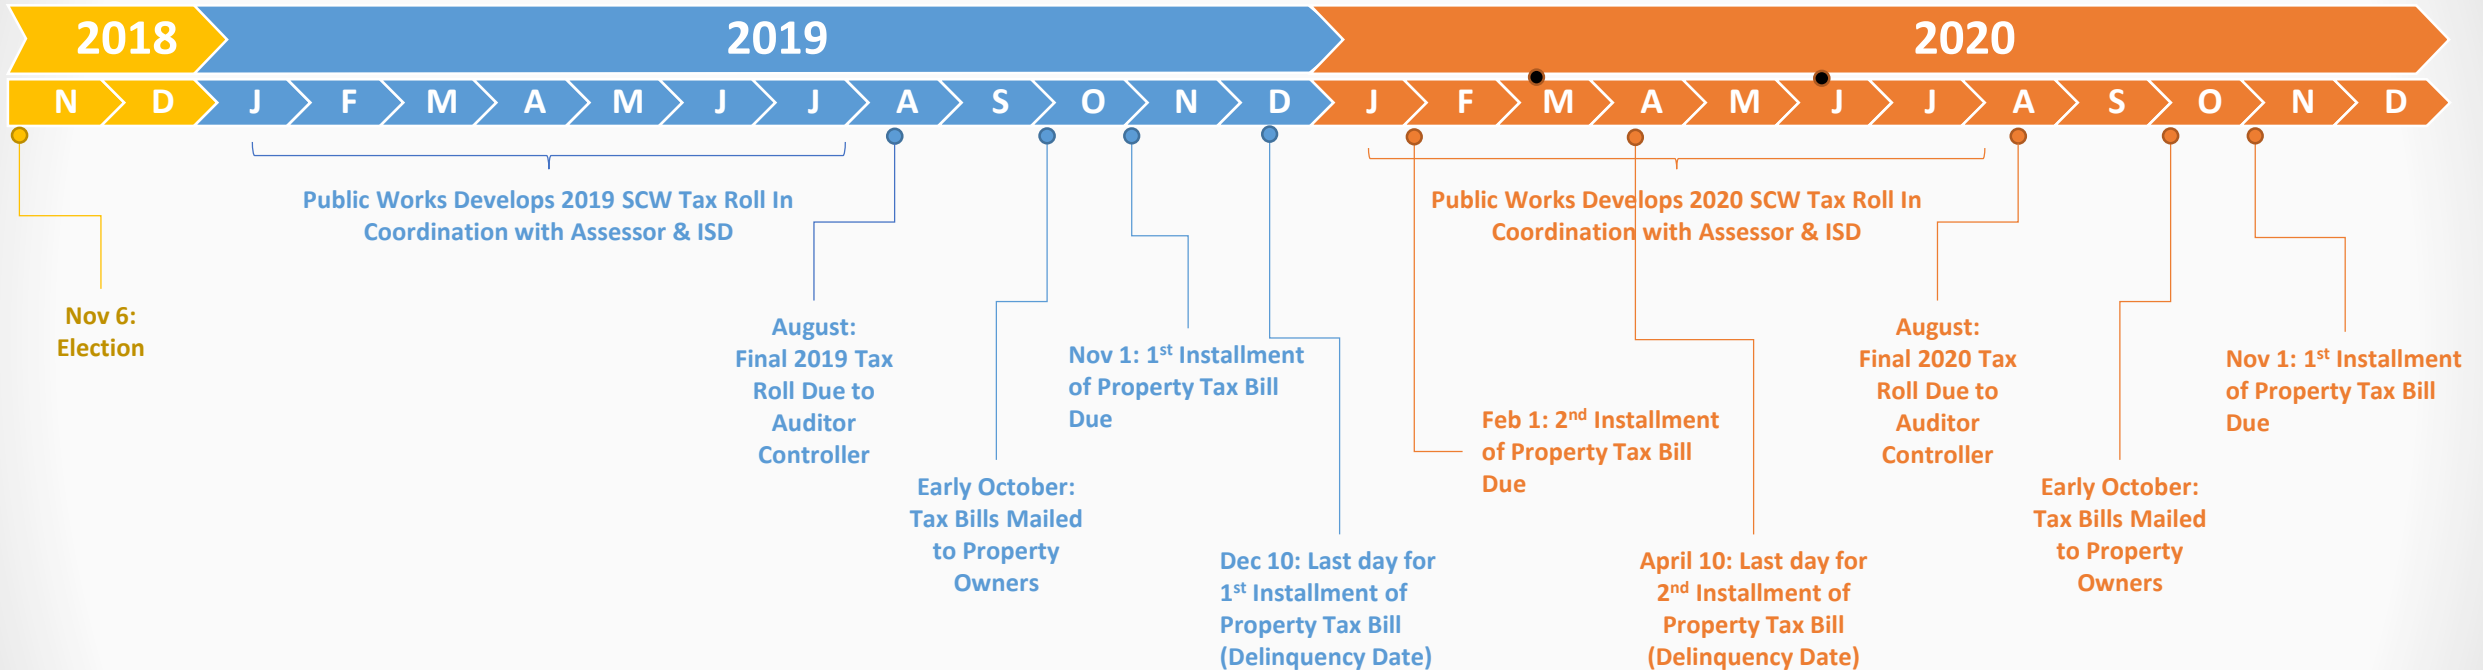 2018
2019
2020
N D J F M A M J J A S O N D J F M A M J J A S O N D
Public Works Develops 2019 SCW Tax Roll In
Coordination with Assessor & ISD
Public Works Develops 2020 SCW Tax Roll In
Coordination with Assessor & ISD
Nov 6:
Election
August:
Final 2019 Tax
Roll Due to
Auditor
Controller
Early October:
Tax Bills Mailed
to Property
Owners
Nov 1: 1st Installment
of Property Tax Bill
Due
Dec 10: Last day for
1st Installment of
Property Tax Bill
(Delinquency Date)
Feb 1: 2nd Installment
of Property Tax Bill
Due
April 10: Last day for
2nd Installment of
Property Tax Bill
(Delinquency Date)
August:
Final 2020 Tax
Roll Due to
Auditor
Controller
Early October:
Tax Bills Mailed
to Property
Owners
Nov 1: 1st Installment
of Property Tax Bill
Due